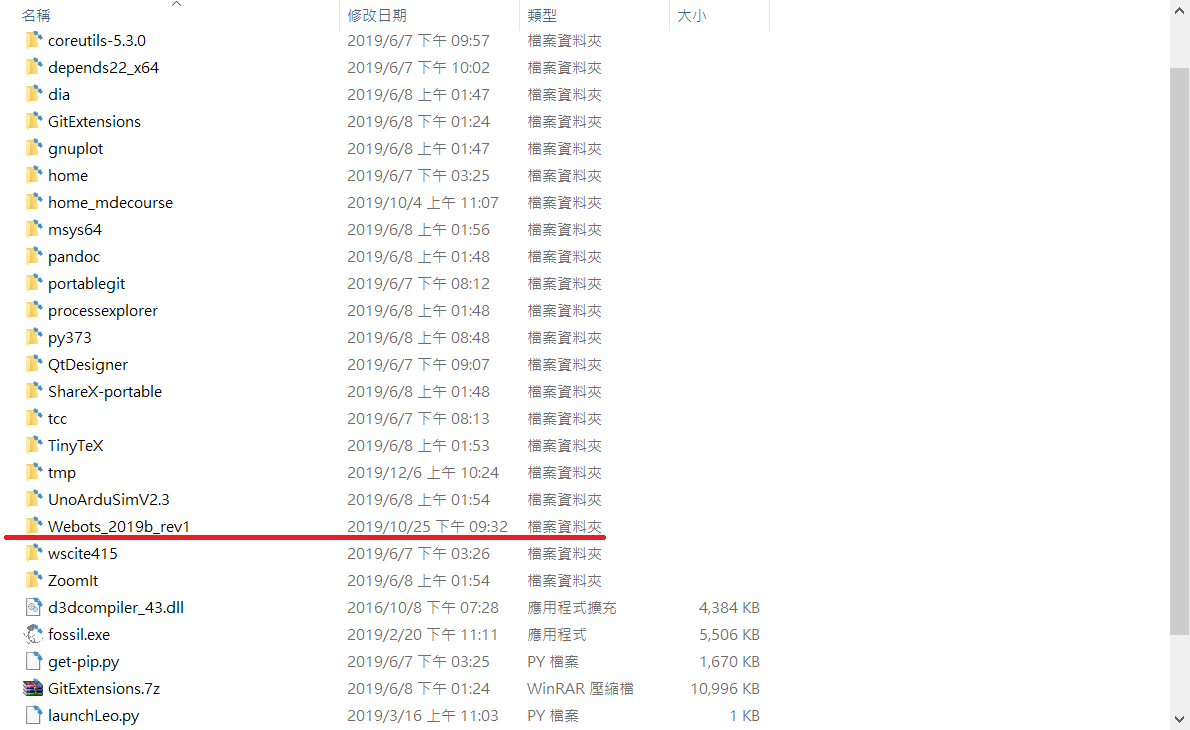 名稱 修改日期 類型 大小
coreutils-5.3.0 2019/6/7 下午 09:57 檔案資料夾
depends22_x64 2019/6/7 下午 10:02 檔案資料夾
dia 2019/6/8 上午 01:47 檔案資料夾
GitExtensions 2019/6/8 下午 01:24 檔案資料夾
gnuplot 2019/6/8 上午 01:47 檔案資料夾
home 2019/6/7 下午 03:25 檔案資料夾
home_mdecourse 2019/10/4 上午 11:07 檔案資料夾
msys64 2019/6/8 上午 01:56 檔案資料夾
pandoc 2019/6/8 上午 01:48 檔案資料夾
portablegit 2019/6/7 下午 08:12 檔案資料夾
processexplorer 2019/6/8 上午 01:48 檔案資料夾
py373 2019/6/8 上午 08:48 檔案資料夾
QtDesigner 2019/6/7 下午 09:07 檔案資料夾
ShareX-portable 2019/6/8 上午 01:48 檔案資料夾
tcc 2019/6/7 下午 08:13 檔案資料夾
TinyTeX 2019/6/8 上午 01:53 檔案資料夾
tmp 2019/12/6 上午 10:24 檔案資料夾
UnoArduSimV2.3 2019/6/8 上午 01:54 檔案資料夾
Webots_2019b_rev1 2019/10/25 下午 09:32 檔案資料夾
wscite415 2019/6/7 下午 03:26 檔案資料夾
ZoomIt 2019/6/8 上午 01:54 檔案資料夾
d3dcompiler_43.dll 2016/10/8 下午 07:28 應用程式擴充 4,384 KB
fossil.exe 2019/2/20 下午 11:11 應用程式 5,506 KB
get-pip.py 2019/6/7 下午 03:25 PY 檔案 1,670 KB
GitExtensions.7z 2019/6/8 下午 01:24 WinRAR 壓縮檔 10,996 KB
launchLeo.py 2019/3/16 上午 11:03 PY 檔案 1 KB